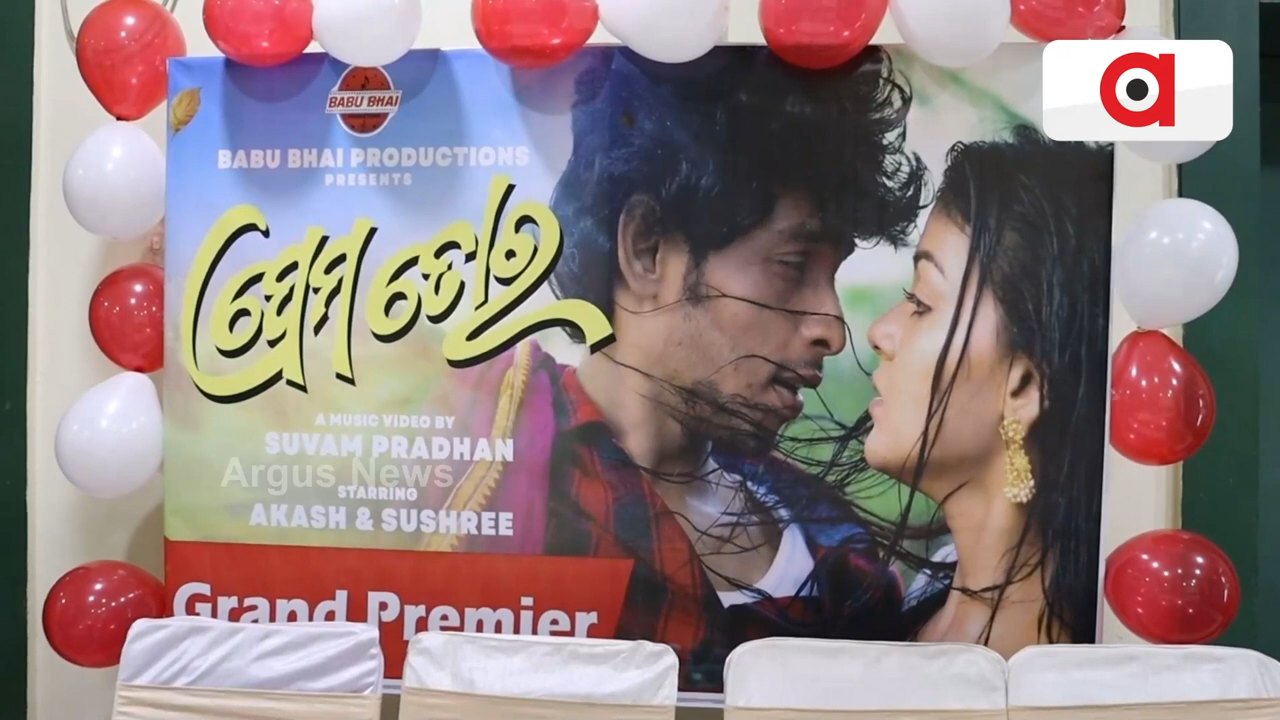 BABU BHAI
BABU BHAI PRODUCTIONS
PRESENTS
ପ୍ରେମ ତୋର
A MUSIC VIDEO BY
SUVAM PRADHAN
Argus News
STARRING
AKASH & SUSHREE
Grand Premier
a